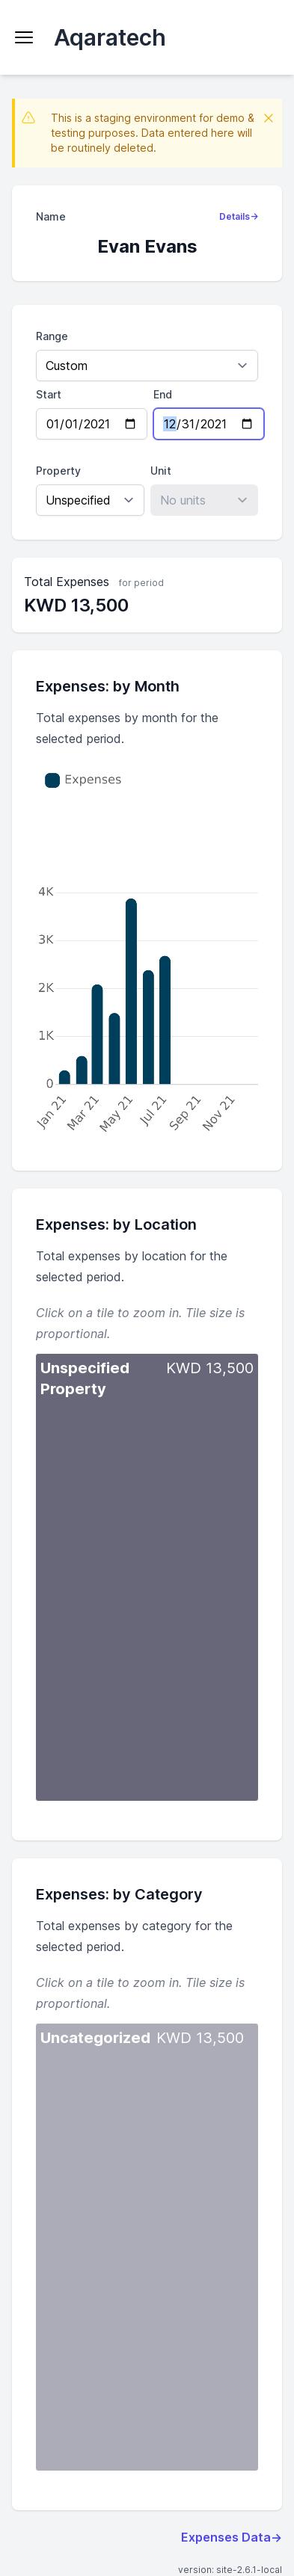 Aqaratech
This is a staging environment for demo &
testing purposes. Data entered here will
be routinely deleted.
Name
Details→
Evan Evans
Range
Custom
Start End
01/01/2021 12/31/2021
Property Unit
Unspecified No units
Total Expenses for period
KWD 13,500
Expenses: by Month
Total expenses by month for the
selected period.
Expenses
4K
3K
2K
1K
0
Jan 21 Mar 21 May 21 Jul 21 Sep 21 Nov 21
Expenses: by Location
Total expenses by location for the
selected period.
Click on a tile to zoom in. Tile size is
proportional.
Unspecified KWD 13,500
Property
Expenses: by Category
Total expenses by category for the
selected period.
Click on a tile to zoom in. Tile size is
proportional.
Uncategorized KWD 13,500
Expenses Data→
version: site-2.6.1-local